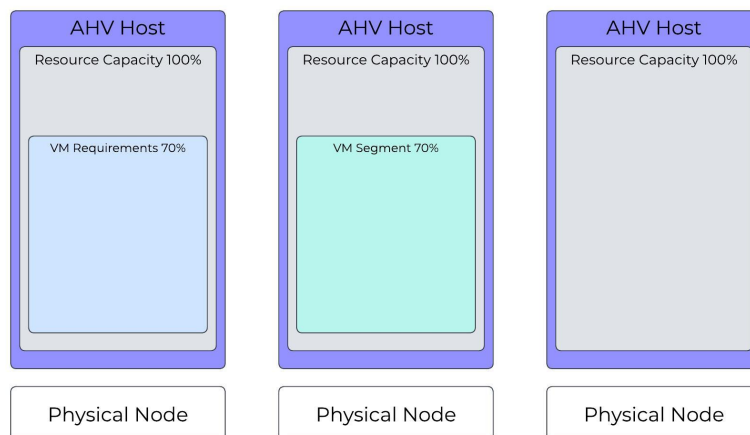 AHV Host
Resource Capacity 100%
VM Requirements 70%
Physical Node
AHV Host
Resource Capacity 100%
VM Segment 70%
Physical Node
AHV Host
Resource Capacity 100%
Physical Node